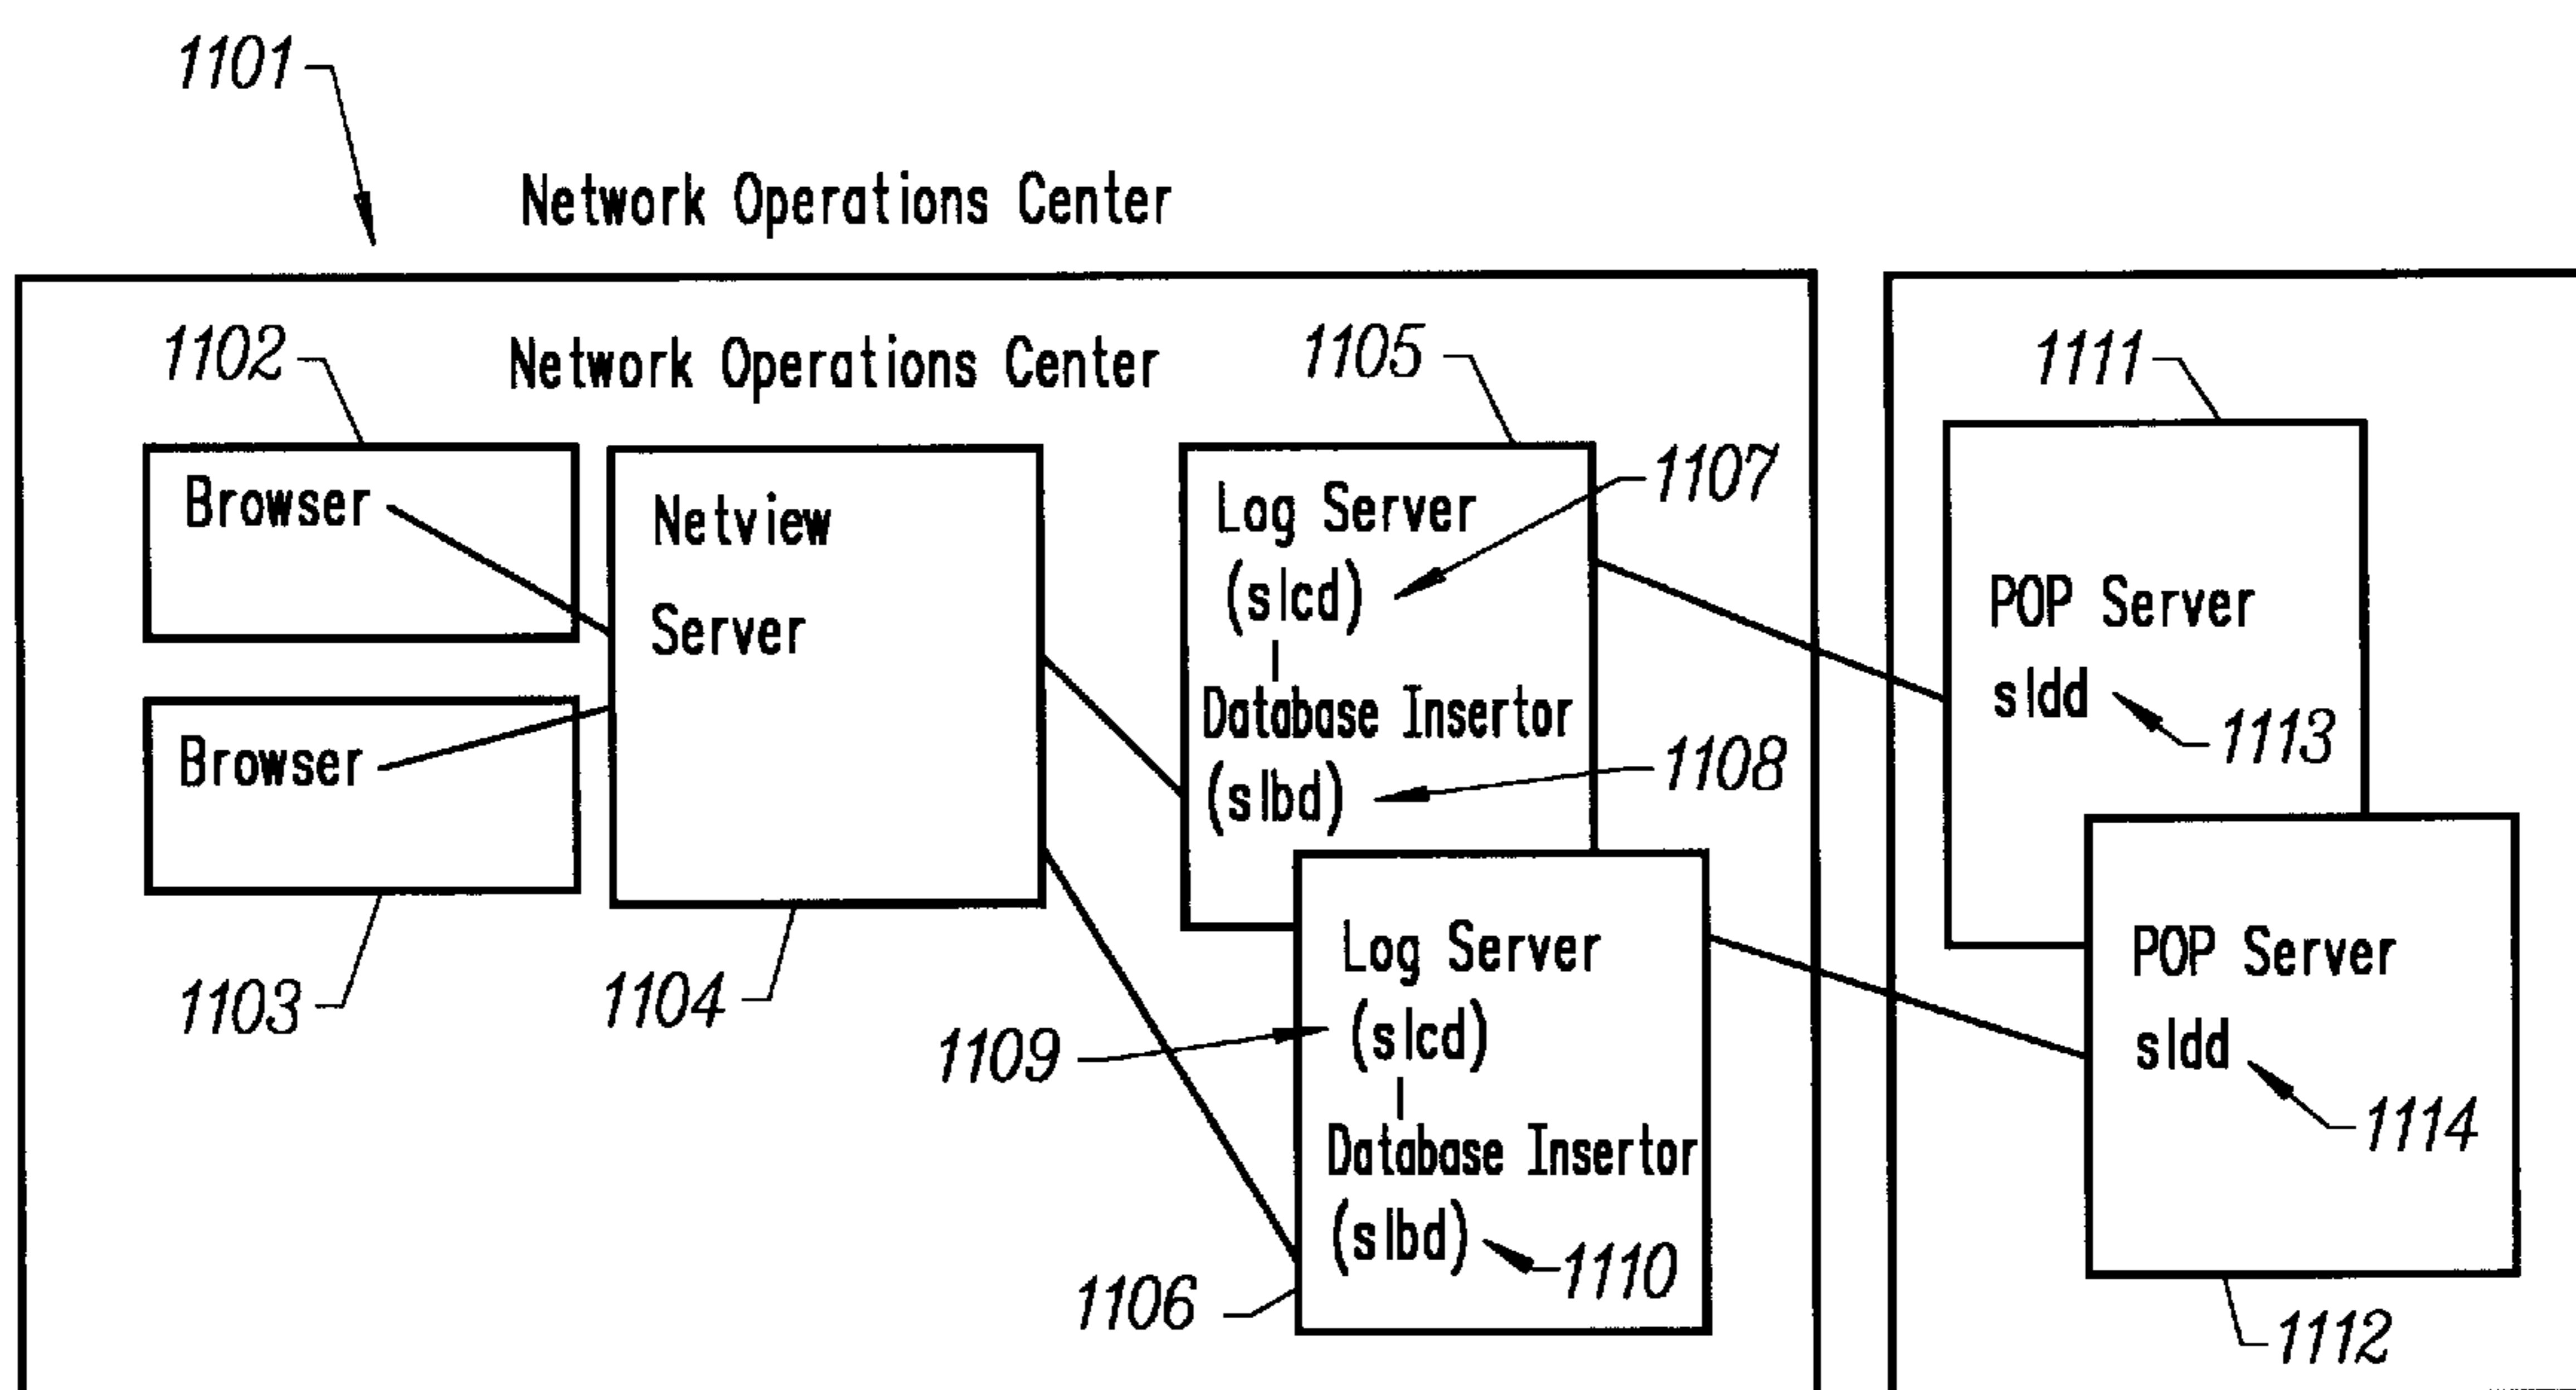 1101
Network Operations Center
1102
Network Operations Center
1105
1111
Browser
Netview
Server
Log Server
(slcd)
1107
Database Insertor
(slbd)
1108
POP Server
sldd
1113
Browser
1103
1104
Log Server
1109
(slcd)
Database Insertor
(slbd)
1110
1106
POP Server
sldd
1114
1112